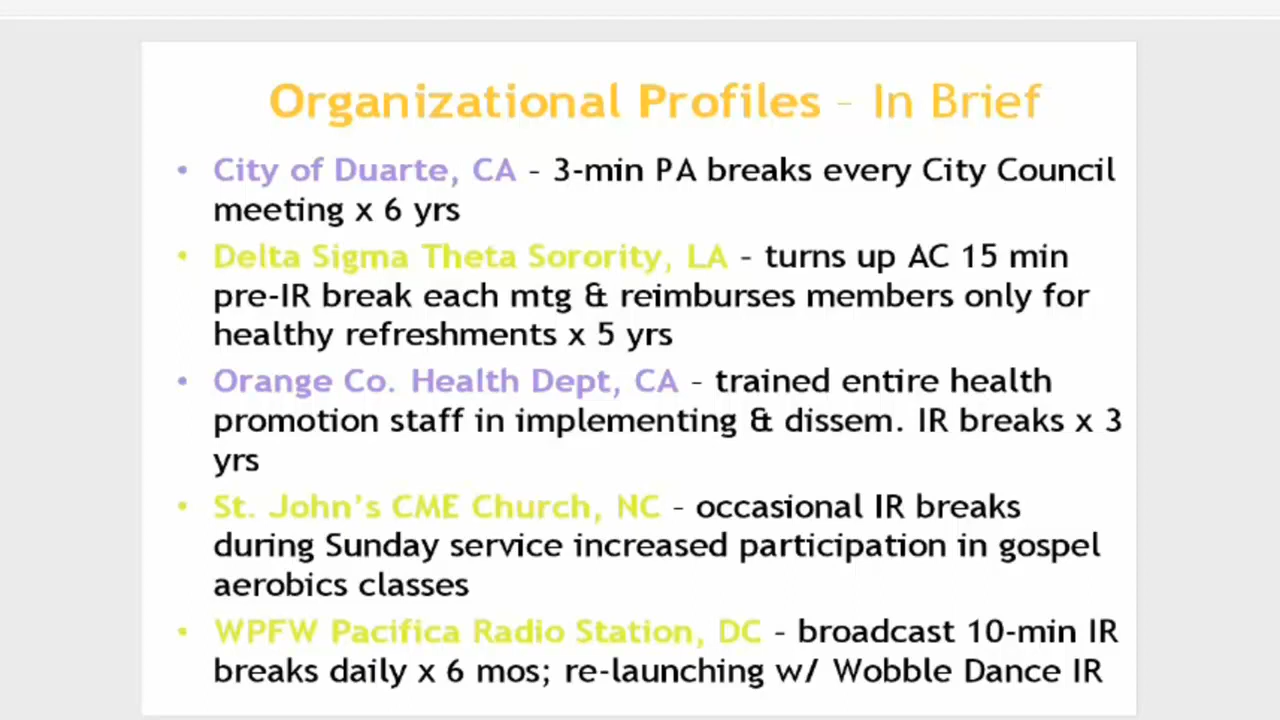 Organizational Profiles – In Brief
• City of Duarte, CA – 3-min PA breaks every City Council
meeting x 6 yrs
• Delta Sigma Theta Sorority, LA – turns up AC 15 min
pre-IR break each mtg & reimburses members only for
healthy refreshments x 5 yrs
• Orange Co. Health Dept, CA – trained entire health
promotion staff in implementing & dissem. IR breaks x 3
yrs
• St. John's CME Church, NC – occasional IR breaks
during Sunday service increased participation in gospel
aerobics classes
• WPFW Pacifica Radio Station, DC – broadcast 10-min IR
breaks daily x 6 mos; re-launching w/ Wobble Dance IR